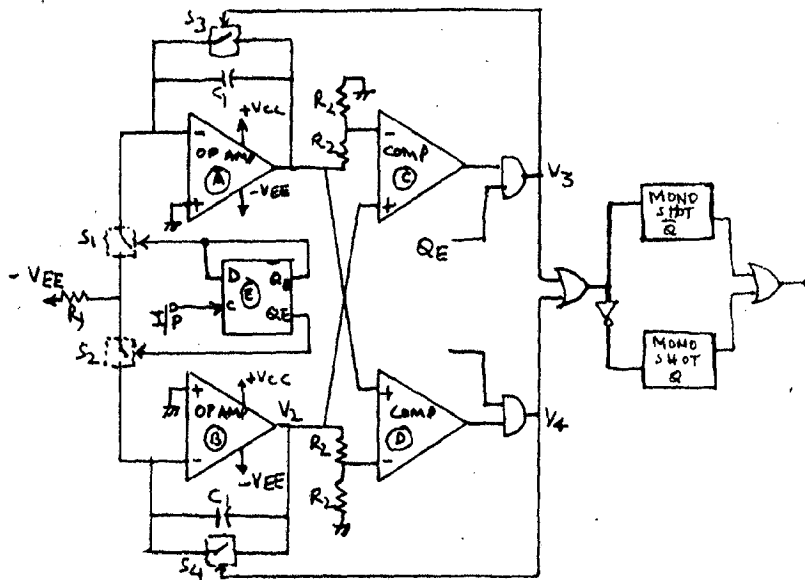 S3
C1
+VCC
OP AMP
A
-VEE
R2
R2
COMP
C
V3
QE
MONO
SHOT
Q̅
S1
- VEE
R1
I/P
D
Q̅E
C
E
QE
S2
+VCC
OP AMP
B
V2
-VEE
R2
R2
COMP
D
V4
MONO
SHOT
Q
C1
S4